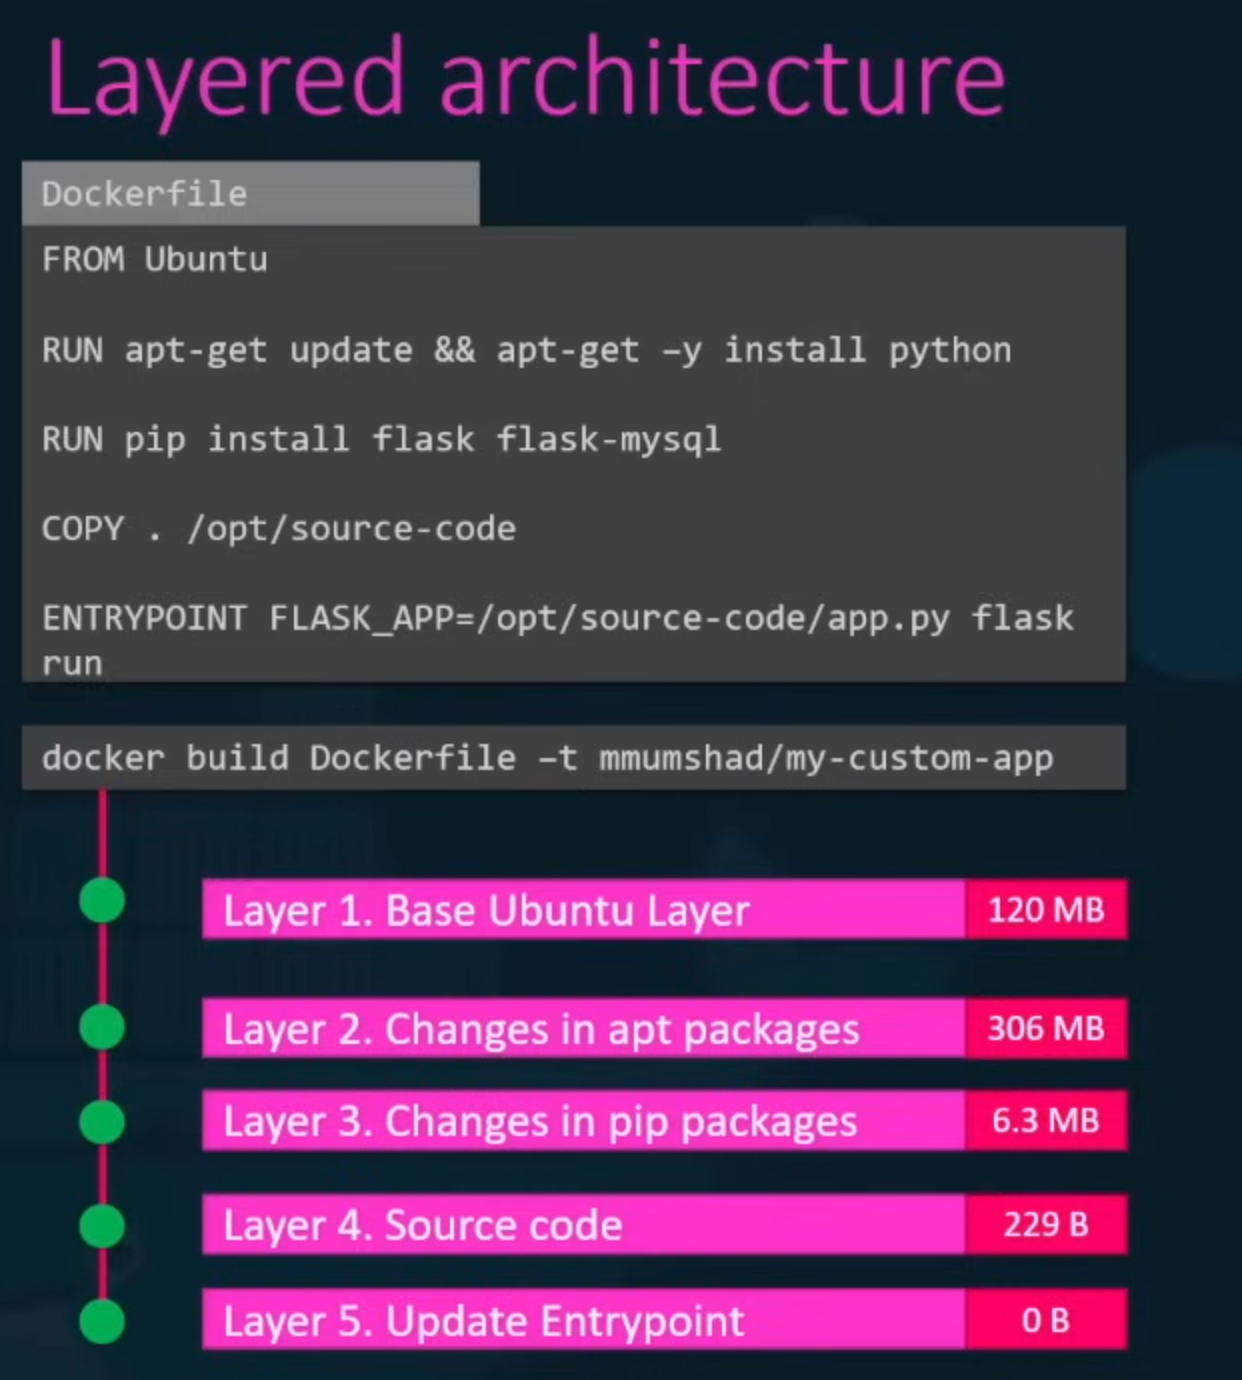 Layered architecture
Dockerfile
FROM Ubuntu
RUN apt-get update && apt-get –y install python
RUN pip install flask flask-mysql
COPY . /opt/source-code
ENTRYPOINT FLASK_APP=/opt/source-code/app.py flask
run
docker build Dockerfile –t mmumshad/my-custom-app
Layer 1. Base Ubuntu Layer 120 MB
Layer 2. Changes in apt packages 306 MB
Layer 3. Changes in pip packages 6.3 MB
Layer 4. Source code 229 B
Layer 5. Update Entrypoint 0 B